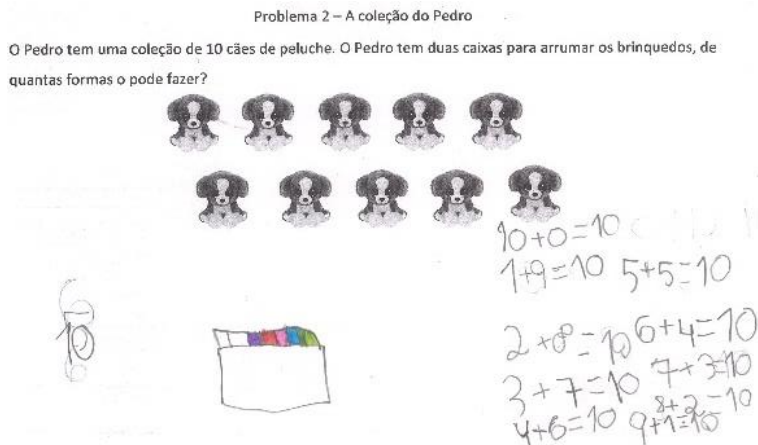 Problema 2 – A coleção do Pedro
O Pedro tem uma coleção de 10 cães de peluche. O Pedro tem duas caixas para arrumar os brinquedos, de
quantas formas o pode fazer?
10+0=10
1+9=10 5+5=10
2+8=10 6+4=10
3+7=10 7+3=10
8+2=10
4+6=10 9+1=10
10